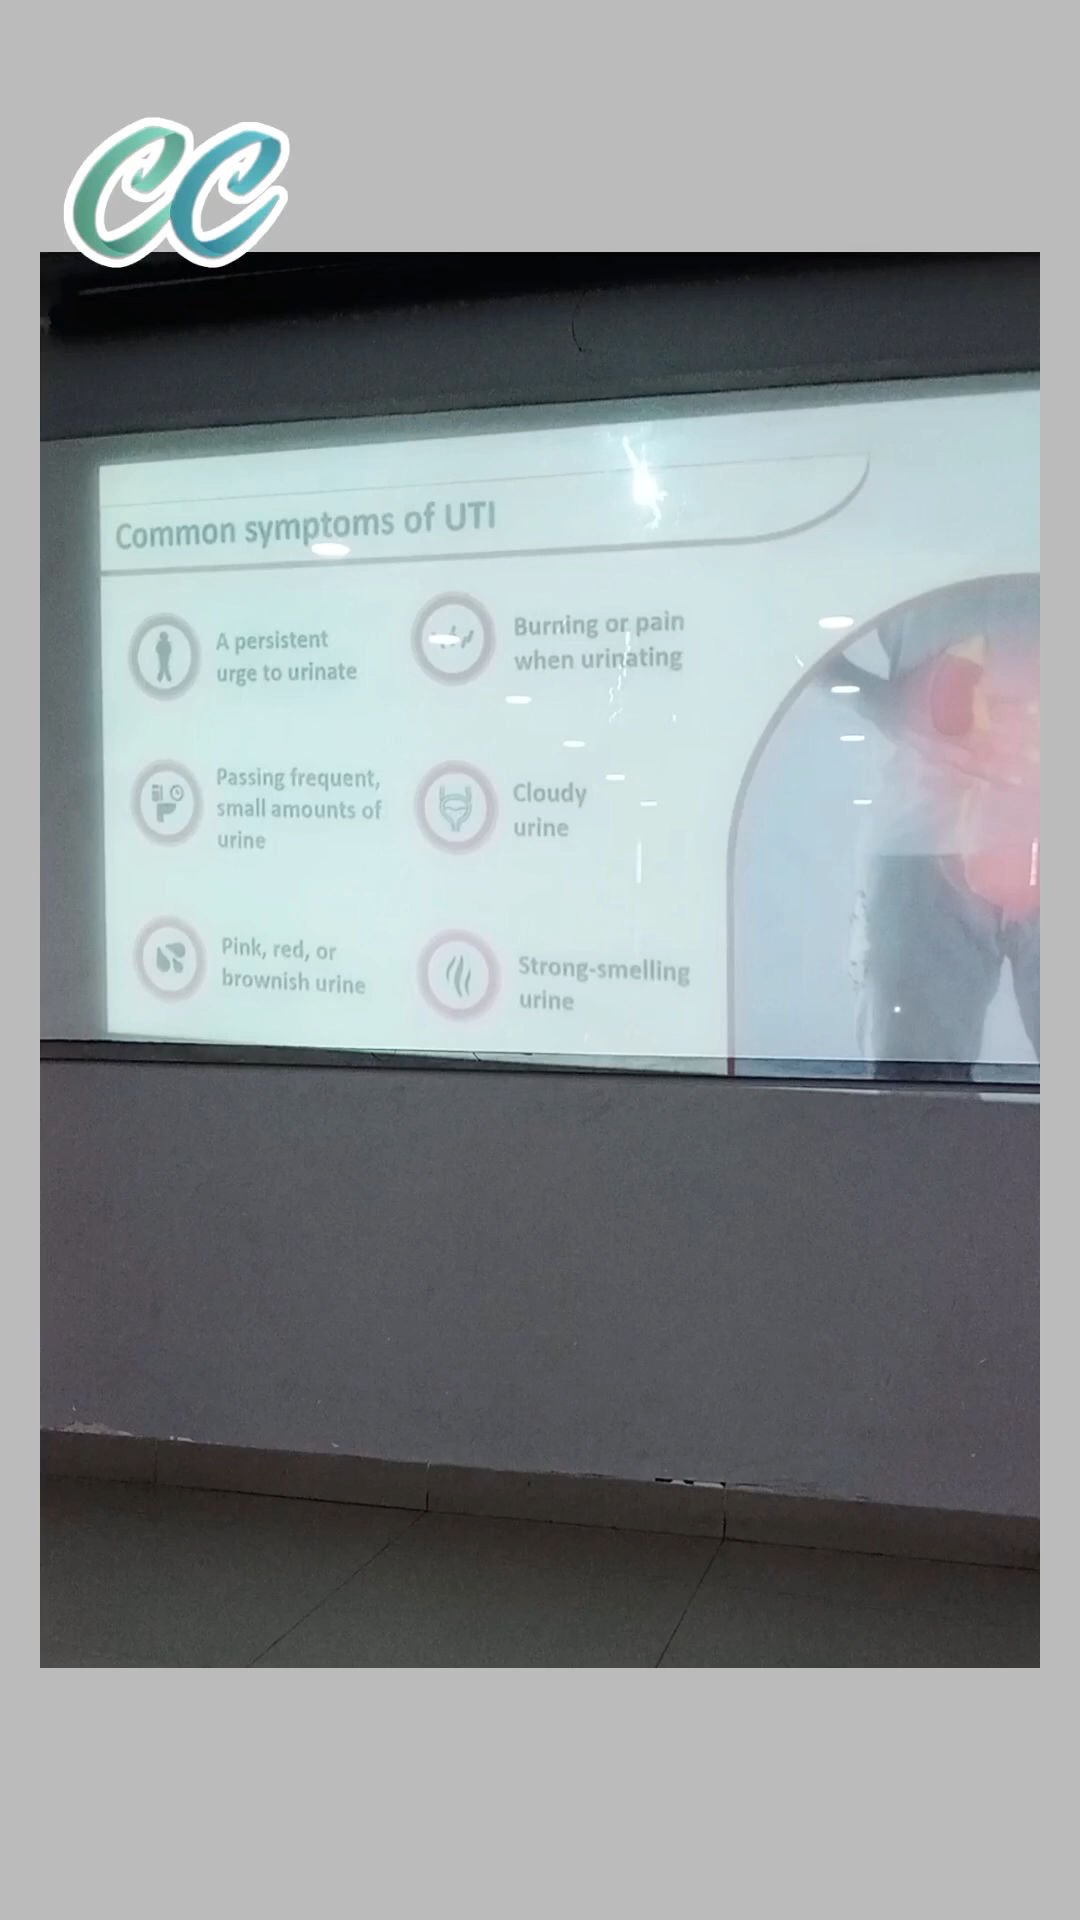 CC
Common symptoms of UTI
A persistent
urge to urinate
Burning or pain
when urinating
Passing frequent,
small amounts of
urine
Cloudy
urine
Pink, red, or
brownish urine
Strong-smelling
urine